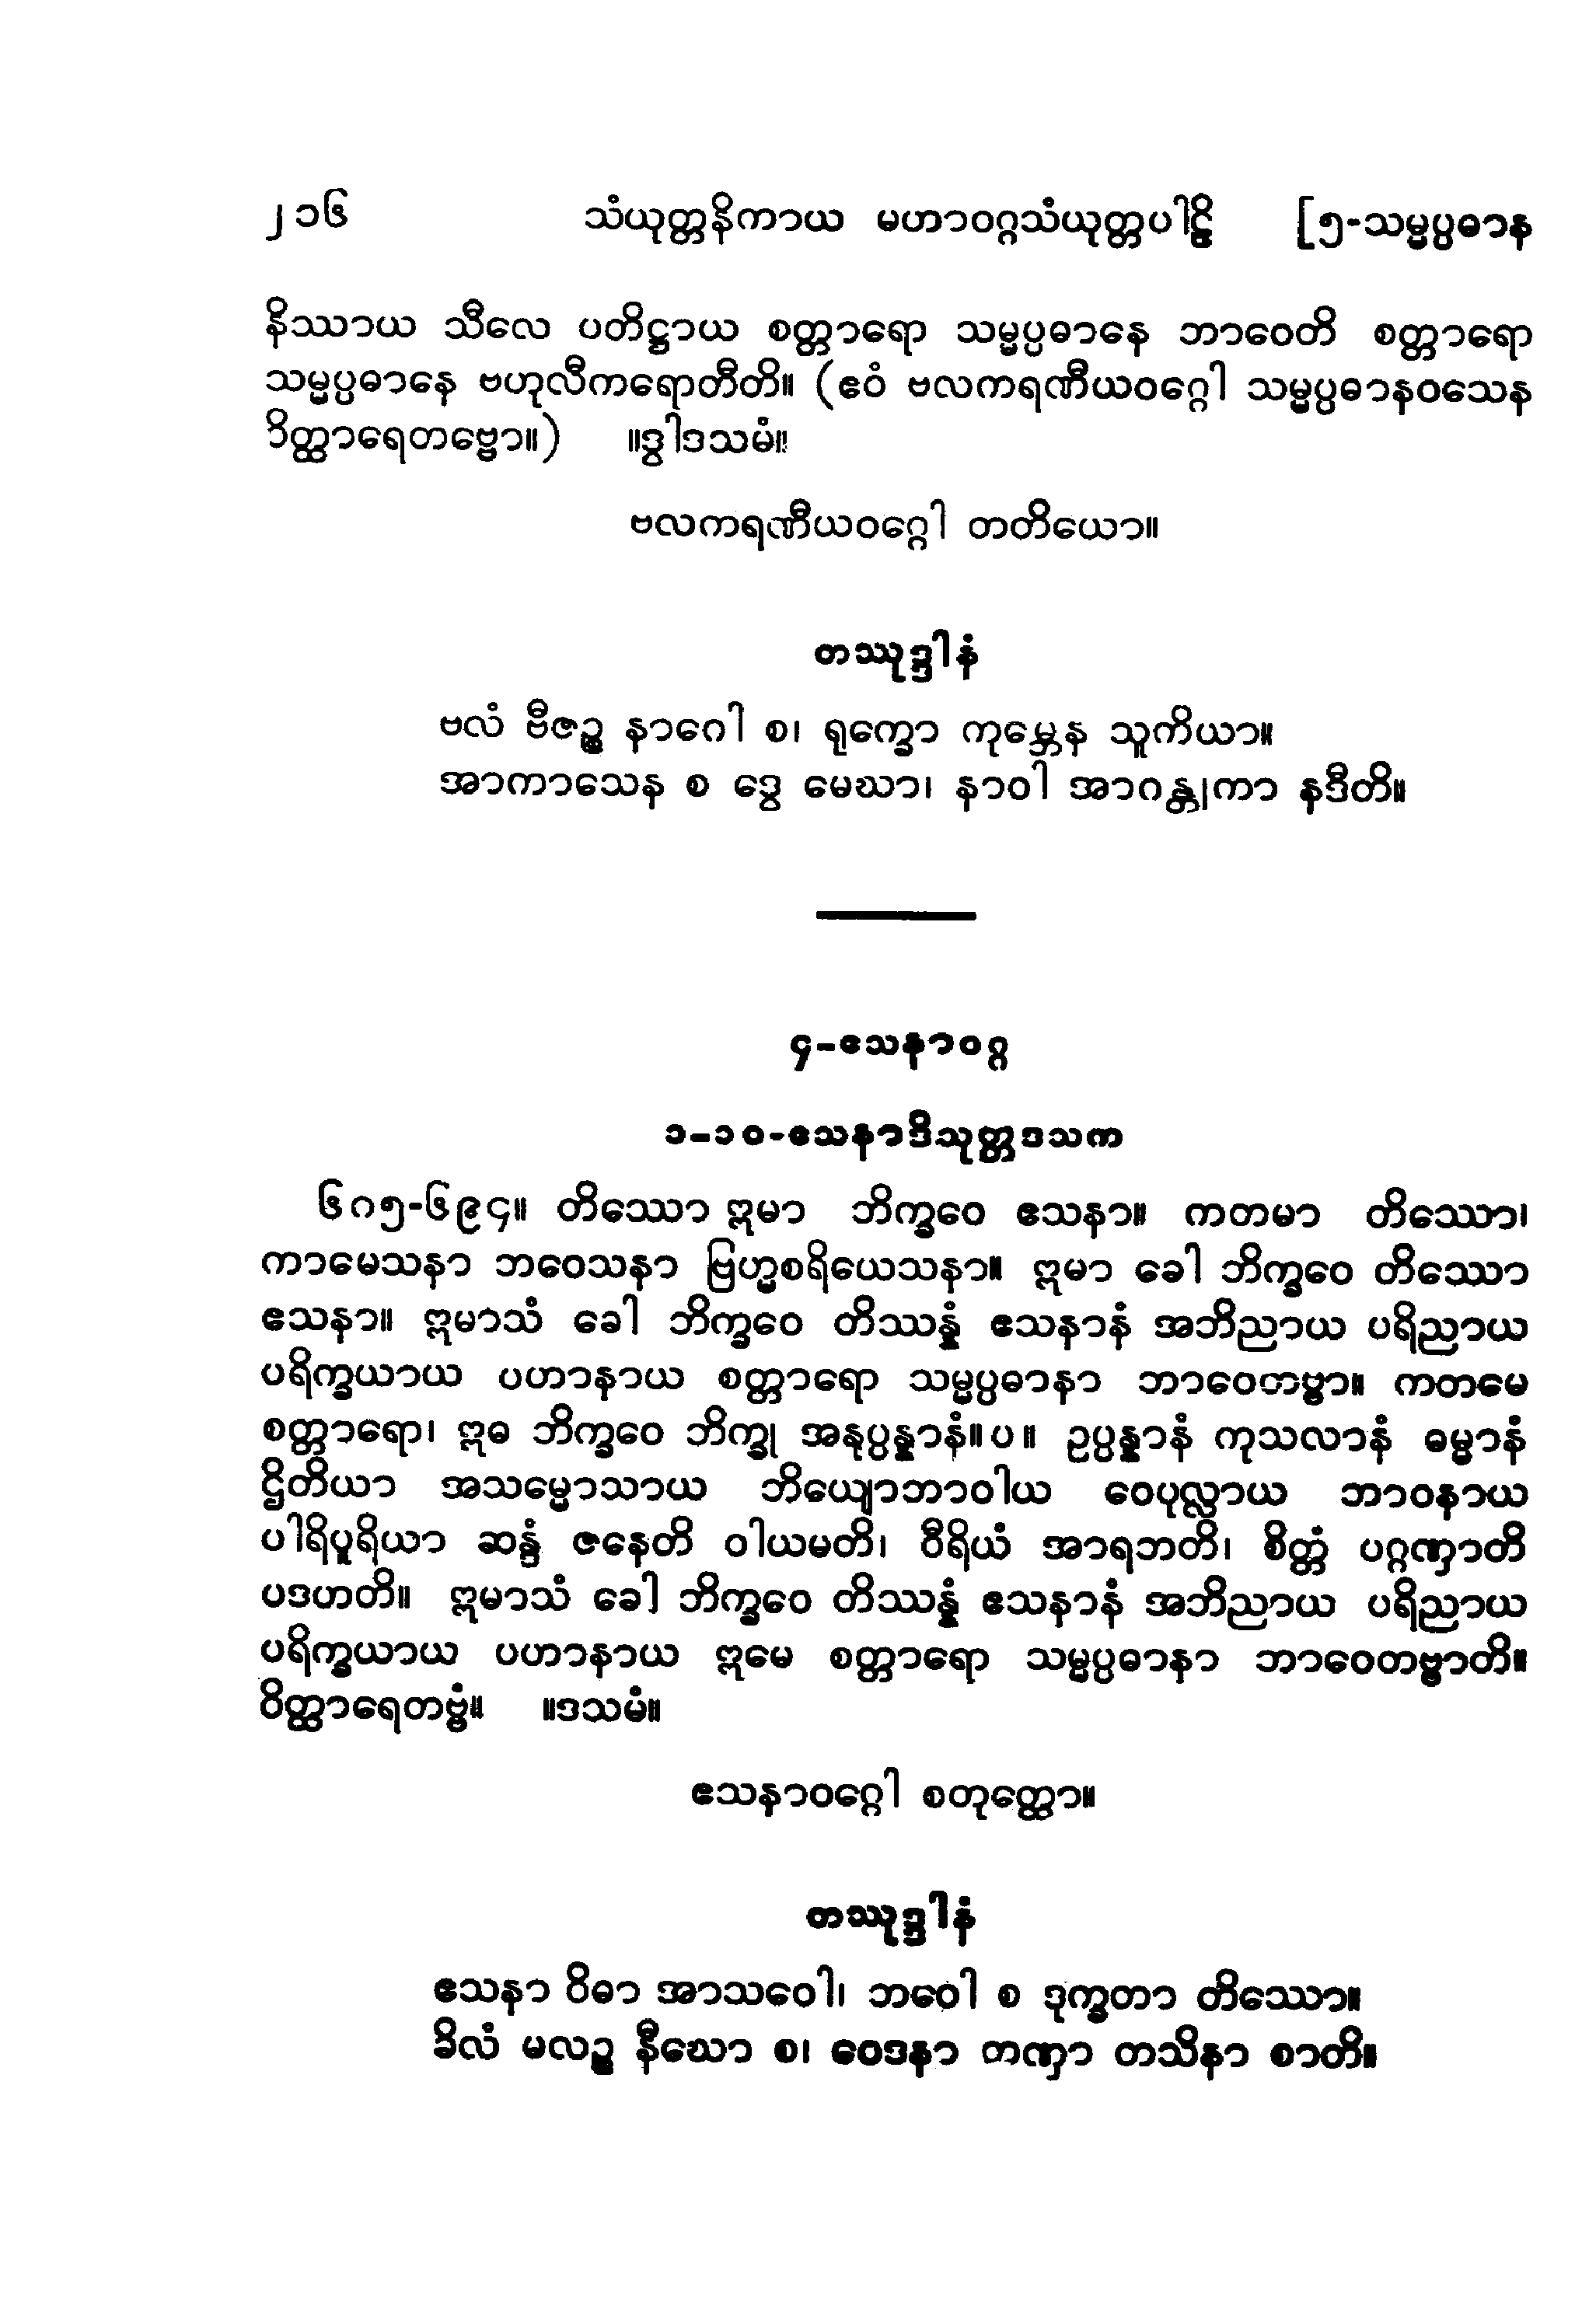 ၂၁၆ သံယုတ္တနိကာယ မဟာဝဂ္ဂသံယုတ္တပါဠိ [၅-သမ္မပ္ပဓာန
နိဿာယ သီလေ ပတိဋ္ဌာယ စတ္တာရော သမ္မပ္ပဓာနေ ဘာဝေတိ စတ္တာရော
သမ္မပ္ပဓာနေ ဗဟုလီကရောတီတိ။ (ဧဝံ ဗလကရဏီယဝဂ္ဂေါ သမ္မပ္ပဓာနဝသေန
ဝိတ္ထာရေတဗ္ဗော။) ။ဒွါဒသမံ။
ဗလကရဏီယဝဂ္ဂေါ တတိယော။
တဿုဒ္ဒါနံ
ဗလံ ဗီဇဉ္စ နာဂေါ စ၊ ရုက္ခော ကုမ္ဘေန သူကိယာ။
အာကာသေန စ ဒွေ မေဃာ၊ နာဝါ အာဂန္တုကာ နဒီတိ။
၄-ဧသနာဝဂ္ဂ
၁-၁၀-ဧသနာဒိသုတ္တဒသက
၆၈၅-၆၉၄။ တိဿော ဣမာ ဘိက္ခဝေ ဧသနာ။ ကတမာ တိဿော၊
ကာမေသနာ ဘဝေသနာ ဗြဟ္မစရိယေသနာ။ ဣမာ ခေါ ဘိက္ခဝေ တိဿော
ဧသနာ။ ဣမာသံ ခေါ ဘိက္ခဝေ တိဿန္နံ ဧသနာနံ အဘိညာယ ပရိညာယ
ပရိက္ခယာယ ပဟာနာယ စတ္တာရော သမ္မပ္ပဓာနာ ဘာဝေတဗ္ဗာ။ ကတမေ
စတ္တာရော၊ ဣဓ ဘိက္ခဝေ ဘိက္ခု အနုပ္ပန္နာနံ။ပ။ ဥပ္ပန္နာနံ ကုသလာနံ ဓမ္မာနံ
ဌိတိယာ အသမ္မောသာယ ဘိယျောဘာဝါယ ဝေပုလ္လာယ ဘာဝနာယ
ပါရိပူရိယာ ဆန္ဒံ ဇနေတိ ဝါယမတိ၊ ဝီရိယံ အာရဘတိ၊ စိတ္တံ ပဂ္ဂဏှာတိ
ပဒဟတိ။ ဣမာသံ ခေါ ဘိက္ခဝေ တိဿန္နံ ဧသနာနံ အဘိညာယ ပရိညာယ
ပရိက္ခယာယ ပဟာနာယ ဣမေ စတ္တာရော သမ္မပ္ပဓာနာ ဘာဝေတဗ္ဗာတိ။
ဝိတ္ထာရေတဗ္ဗံ။ ။ဒသမံ။
ဧသနာဝဂ္ဂေါ စတုတ္ထော။
တဿုဒ္ဒါနံ
ဧသနာ ဝိဓာ အာသဝေါ၊ ဘဝေါ စ ဒုက္ခတာ တိဿော။
ခိလံ မလဉ္စ နီဃော စ၊ ဝေဒနာ တဏှာ တသိနာ စာတိ။